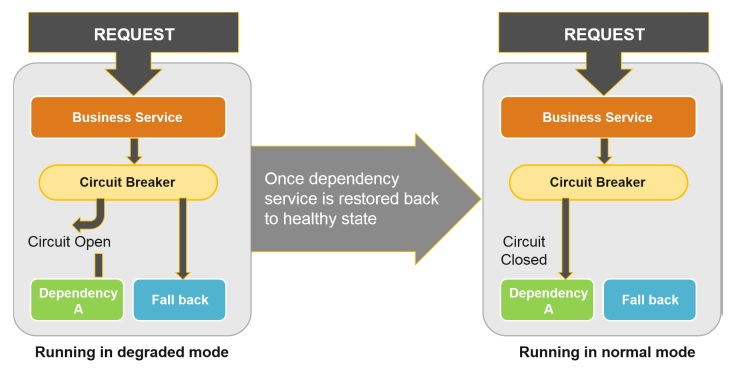 REQUEST
Business Service
Circuit Breaker
Circuit Open
Dependency
A
Fall back
Running in degraded mode
Once dependency
service is restored back
to healthy state
REQUEST
Business Service
Circuit Breaker
Circuit
Closed
Dependency
A
Fall back
Running in normal mode